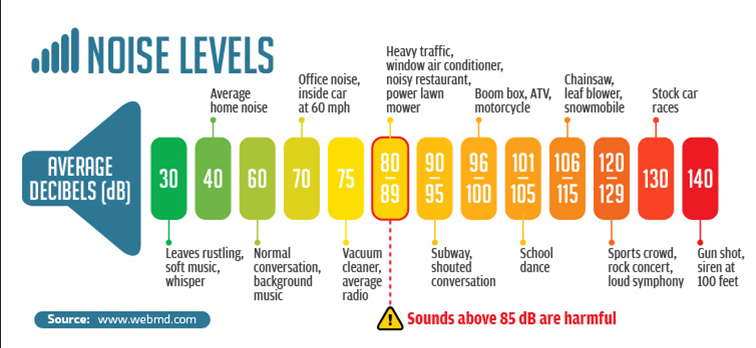 NOISE LEVELS
Heavy traffic,
window air conditioner,
noisy restaurant,
power lawn
mower
Average
home noise
Office noise,
inside car
at 60 mph
Boom box, ATV,
motorcycle
Chainsaw,
leaf blower,
snowmobile
Stock car
races
AVERAGE
DECIBELS (dB)
30
40
60
70
75
80
89
90
95
96
100
101
105
106
115
120
129
130
140
Leaves rustling,
soft music,
whisper
Normal
conversation,
background
music
Vacuum
cleaner,
average
radio
Subway,
shouted
conversation
School
dance
Sports crowd,
rock concert,
loud symphony
Gun shot,
siren at
100 feet
Source: www.webmd.com
! Sounds above 85 dB are harmful